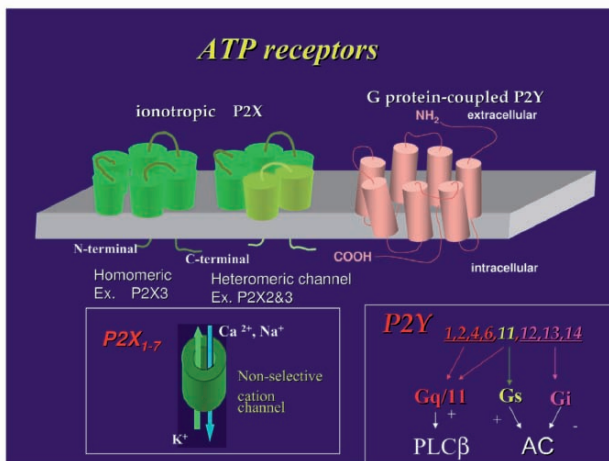 ATP receptors
ionotropic P2X
G protein-coupled P2Y
NH2
extracellular
N-terminal
C-terminal
COOH
intracellular
Homomeric
Ex. P2X3
Heteromeric channel
Ex. P2X2&3
P2X1-7
Ca 2+, Na+
Non-selective
cation
channel
K+
P2Y
1,2,4,6,11,12,13,14
Gq/11 Gs Gi
+ + -
PLCβ AC